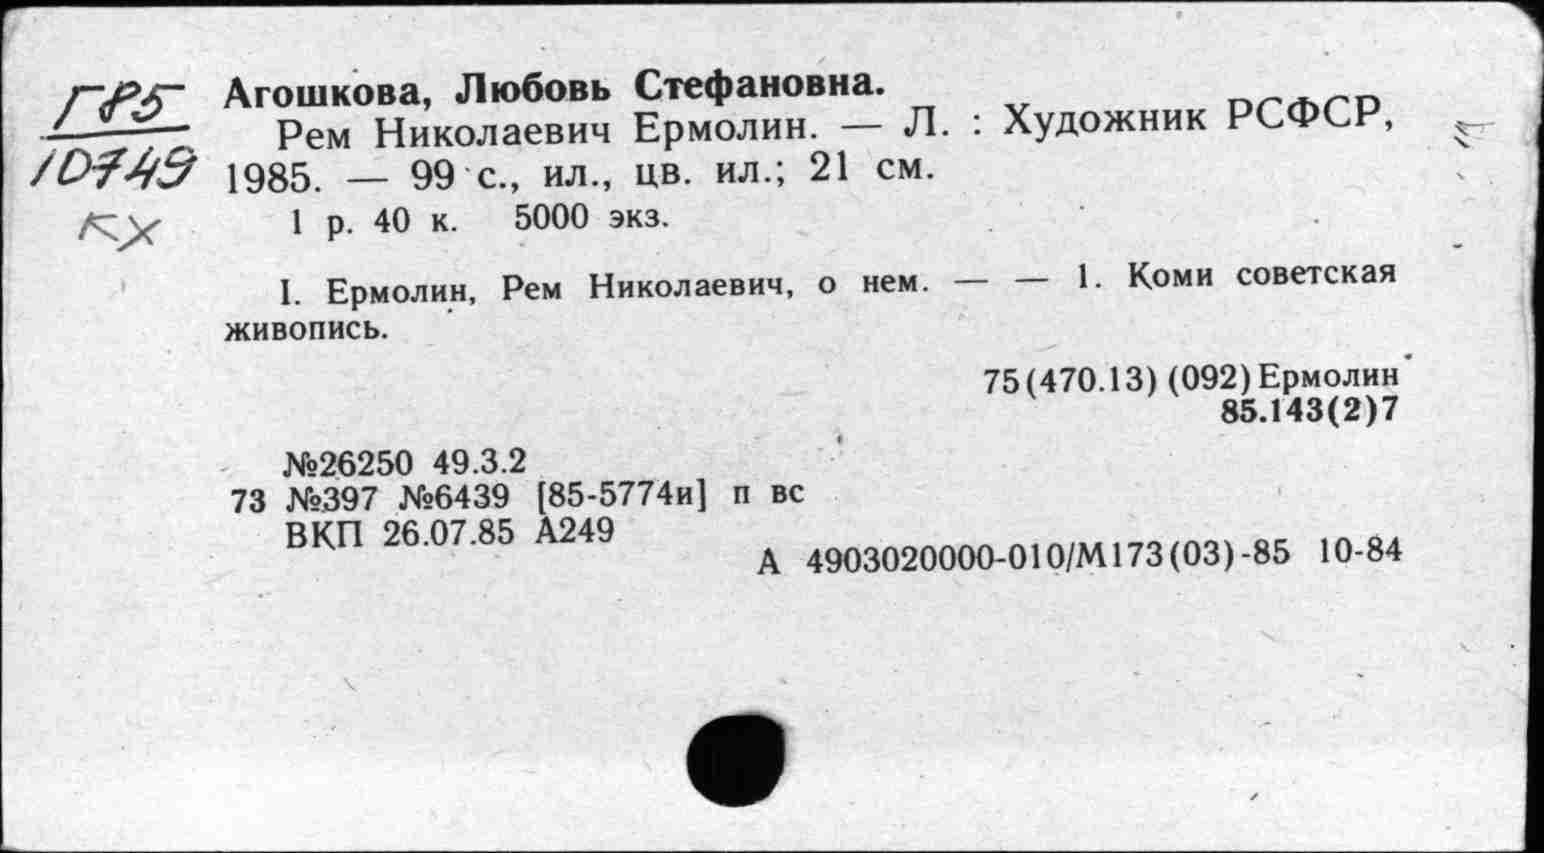 Г85
10749
кх
Агошкова, Любовь Стефановна.
Рем Николаевич Ермолин. — Л. : Художник РСФСР,
1985. — 99 с., ил., цв. ил.; 21 см.
1 р. 40 к. 5000 экз.
I. Ермолин, Рем Николаевич, о нем. — — 1. Коми советская
живопись.
75(470.13)(092)Ермолин
85.143(2)7
№26250 49.3.2
73 №397 №6439 [85-5774и] п вс
ВКП 26.07.85 А249
А 4903020000-010/М173(03)-85 10-84